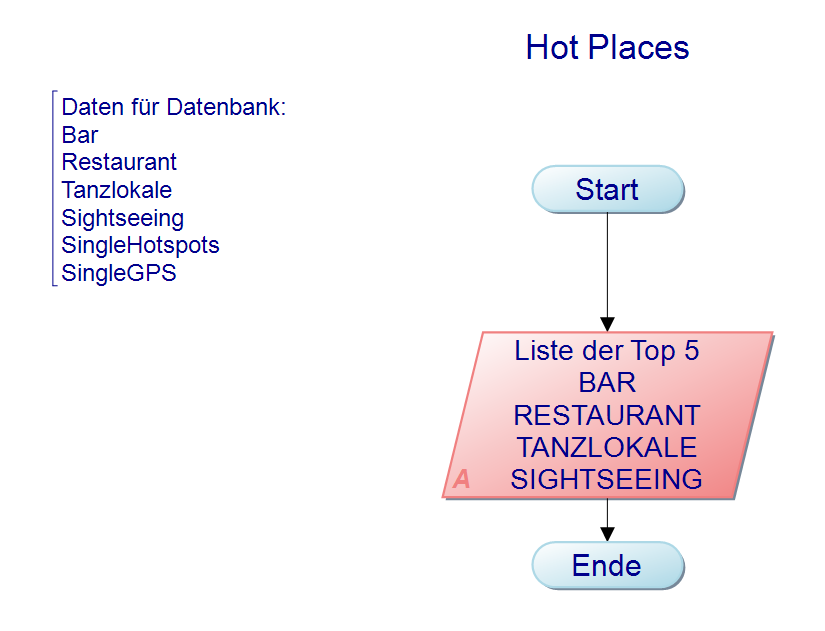 Hot Places
Daten für Datenbank:
Bar
Restaurant
Tanzlokale
Sightseeing
SingleHotspots
SingleGPS
Start
Liste der Top 5
BAR
RESTAURANT
TANZLOKALE
SIGHTSEEING
A
Ende